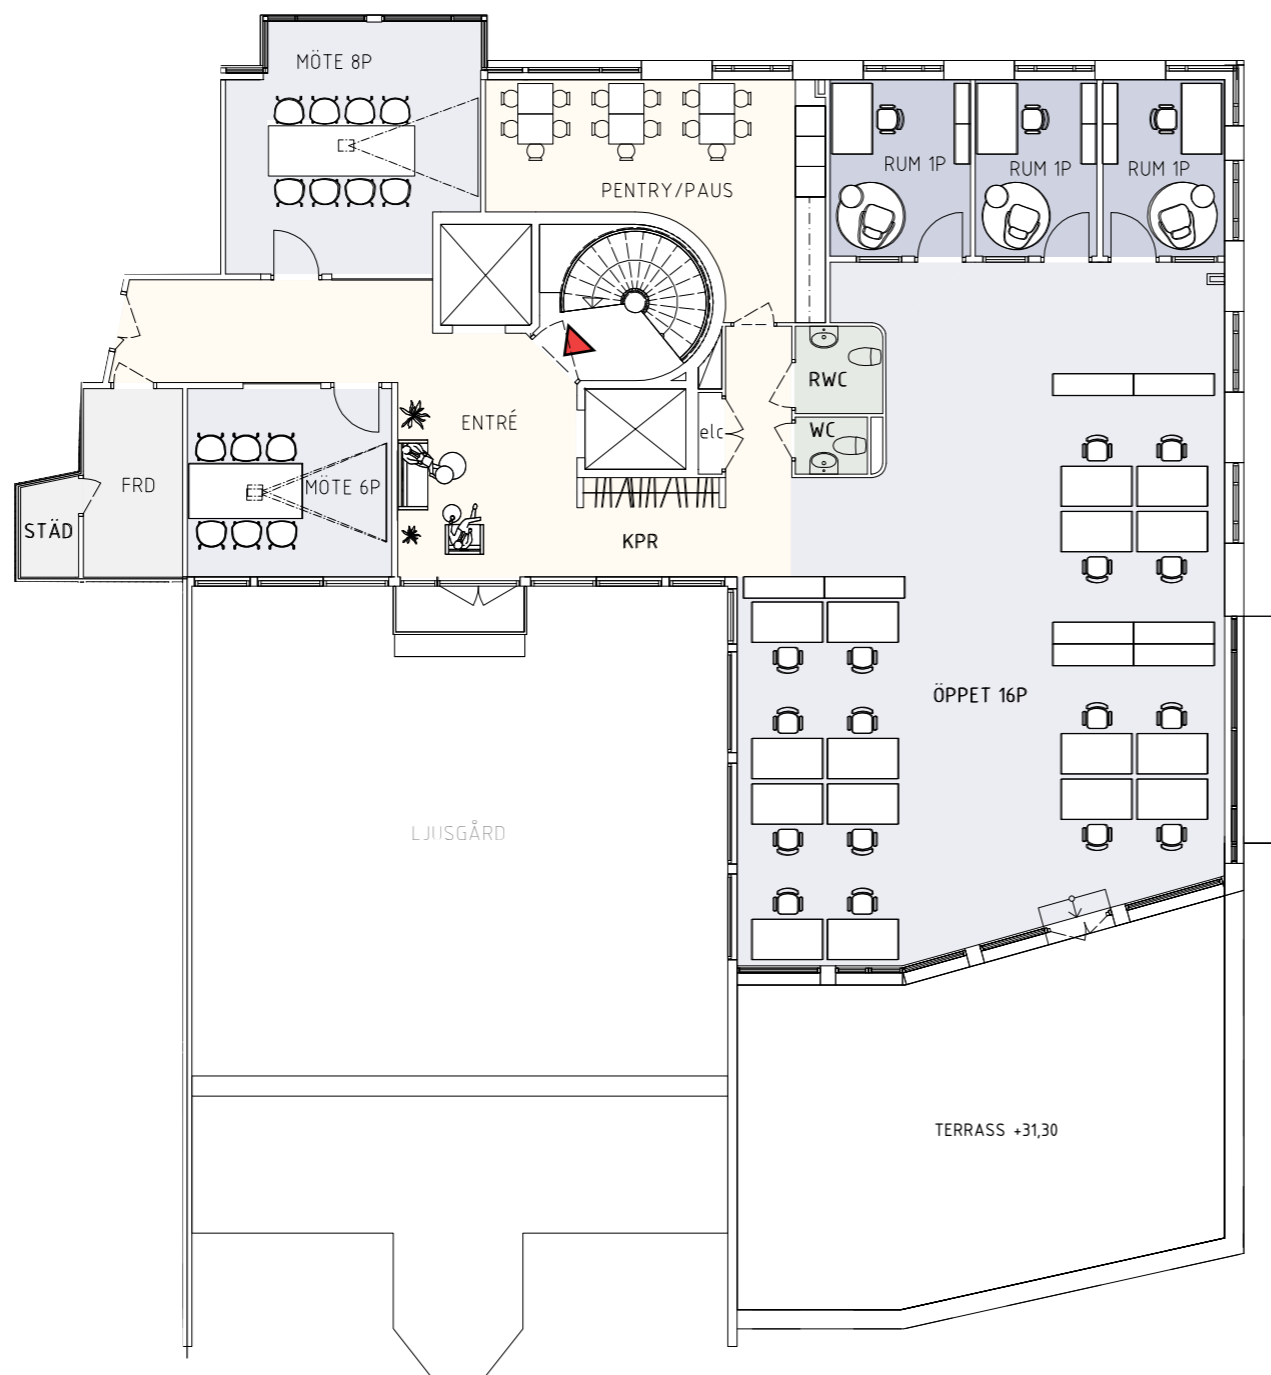 MÖTE 8P
PENTRY/PAUS
RUM 1P
RUM 1P
RUM 1P
RWC
ENTRÉ
elc
WC
FRD
MÖTE 6P
STÄD
KPR
ÖPPET 16P
LJUSGÅRD
TERRASS +31,30